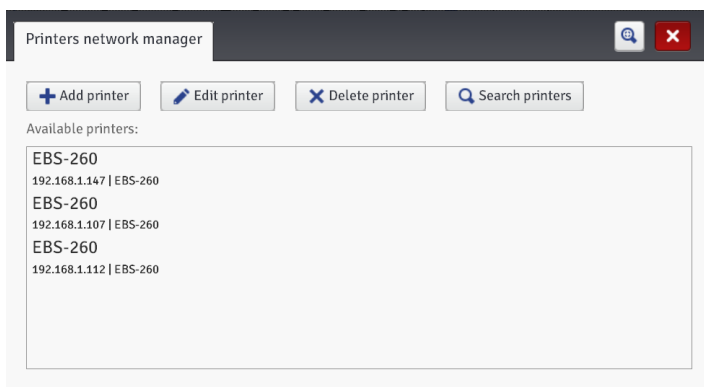 Printers network manager
Add printer
Edit printer
Delete printer
Search printers
Available printers:
EBS-260
192.168.1.147 | EBS-260
EBS-260
192.168.1.107 | EBS-260
EBS-260
192.168.1.112 | EBS-260